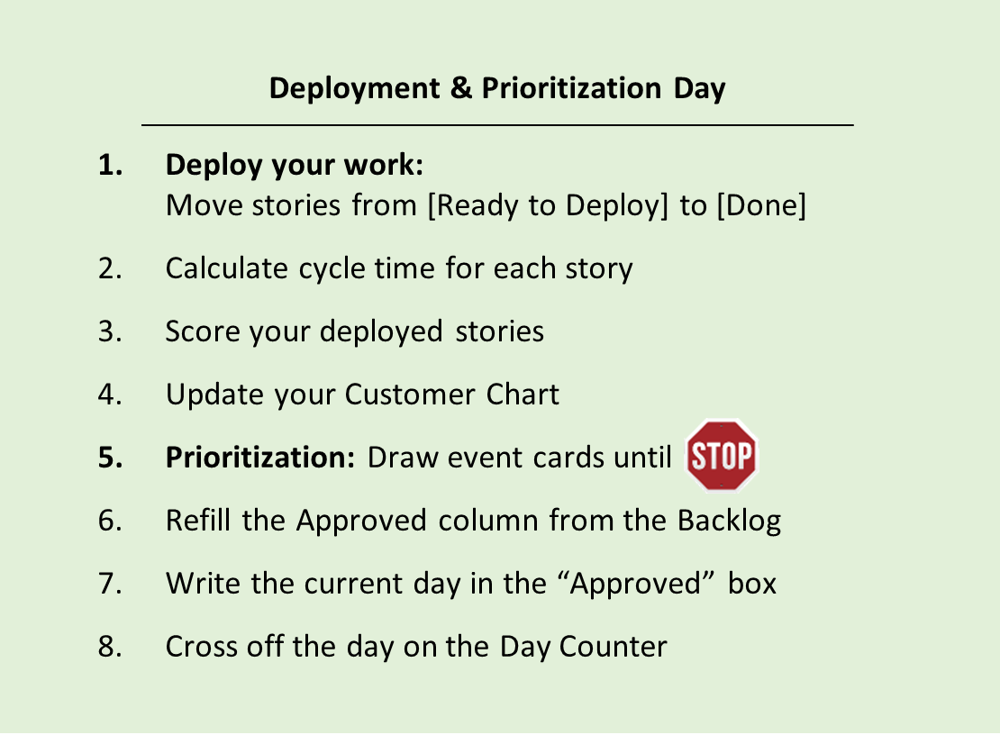 Deployment & Prioritization Day
1. Deploy your work:
Move stories from [Ready to Deploy] to [Done]
2. Calculate cycle time for each story
3. Score your deployed stories
4. Update your Customer Chart
5. Prioritization: Draw event cards until STOP
6. Refill the Approved column from the Backlog
7. Write the current day in the “Approved” box
8. Cross off the day on the Day Counter